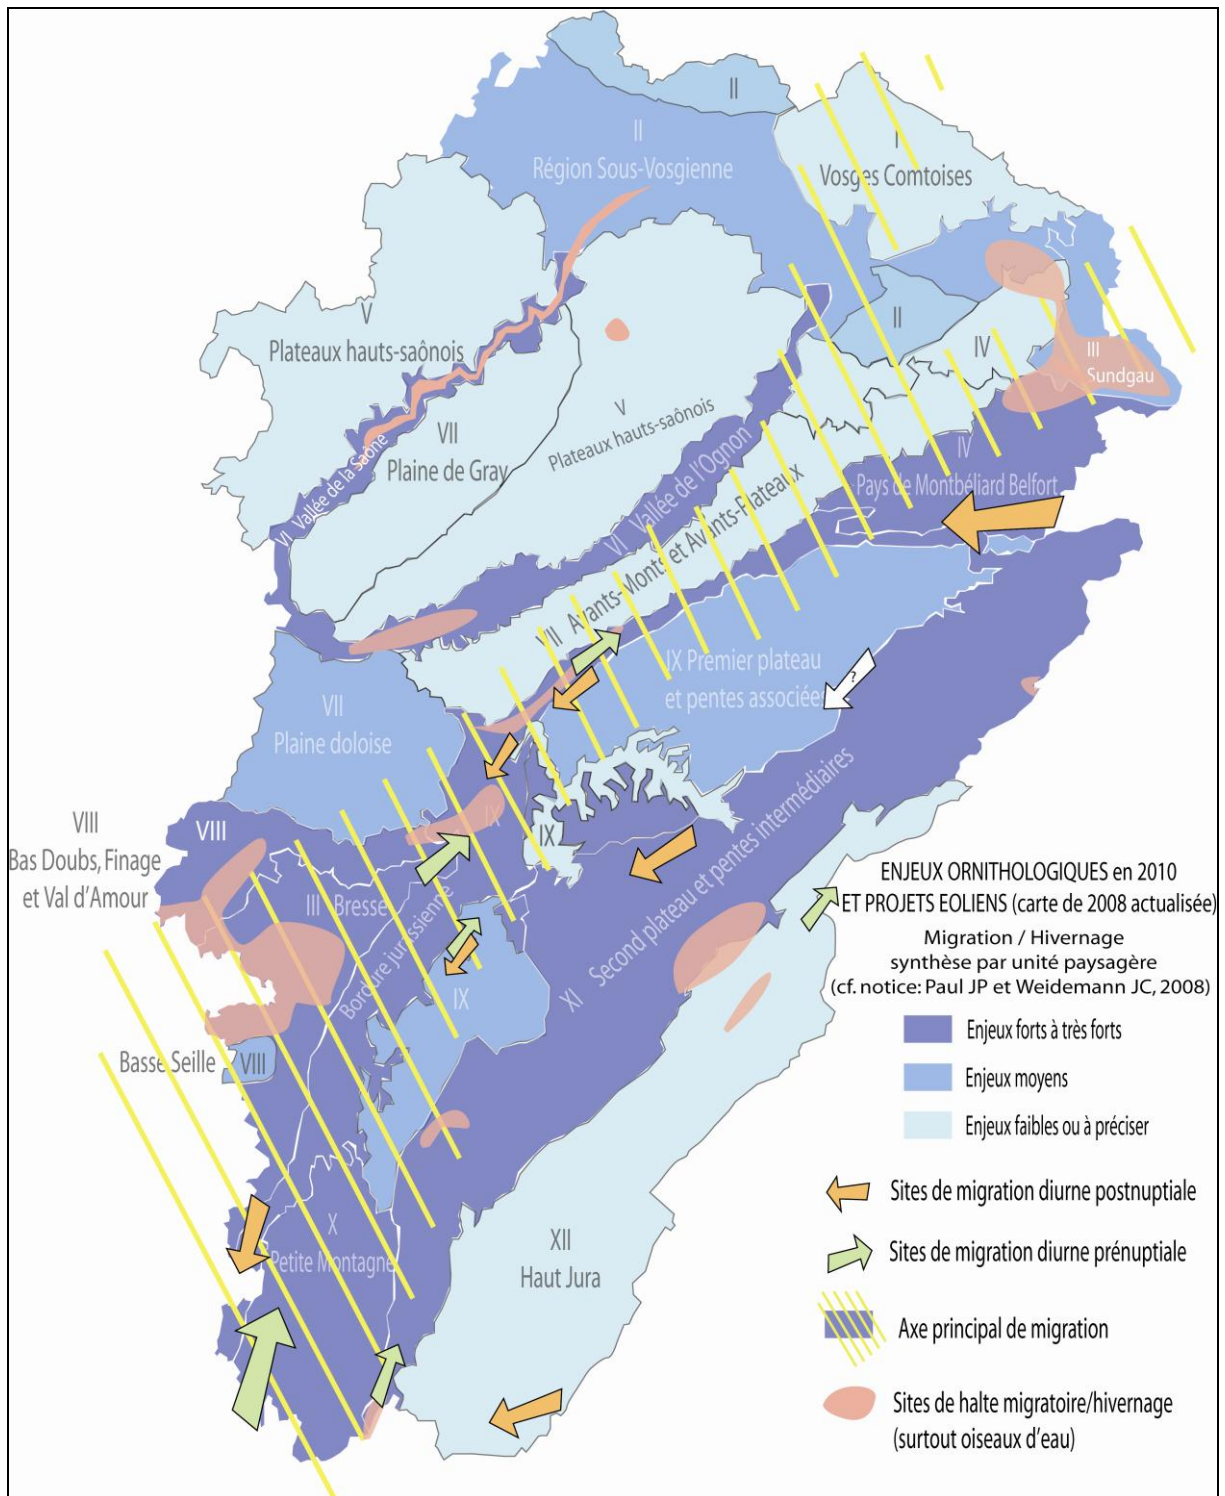 II
II
Région Sous-Vosgienne
I
Vosges Comtoises
V
Plateaux hauts-saônois
II
IV
III
Sundgau
VII
Plaine de Gray
V
Plateaux hauts-saônois
VI Vallée de la Saône
VI Vallée de l'Ognon
IV
Pays de Montbéliard Belfort
VII Avants-Monts et Avants-Plateaux
IX Premier plateau
et pentes associées
?
VII
Plaine doloise
VIII
Bas Doubs, Finage
et Val d'Amour
VIII
IX
IX
III Bresse
Bordure jurassienne
XI Second plateau et pentes intermédiaires
IX
Basse Seille
VIII
X
Petite Montagne
XII
Haut Jura
ENJEUX ORNITHOLOGIQUES en 2010
ET PROJETS EOLIENS (carte de 2008 actualisée)
Migration / Hivernage
synthèse par unité paysagère
(cf. notice: Paul JP et Weidemann JC, 2008)
Enjeux forts à très forts
Enjeux moyens
Enjeux faibles ou à préciser
Sites de migration diurne postnuptiale
Sites de migration diurne prénuptiale
Axe principal de migration
Sites de halte migratoire/hivernage
(surtout oiseaux d'eau)